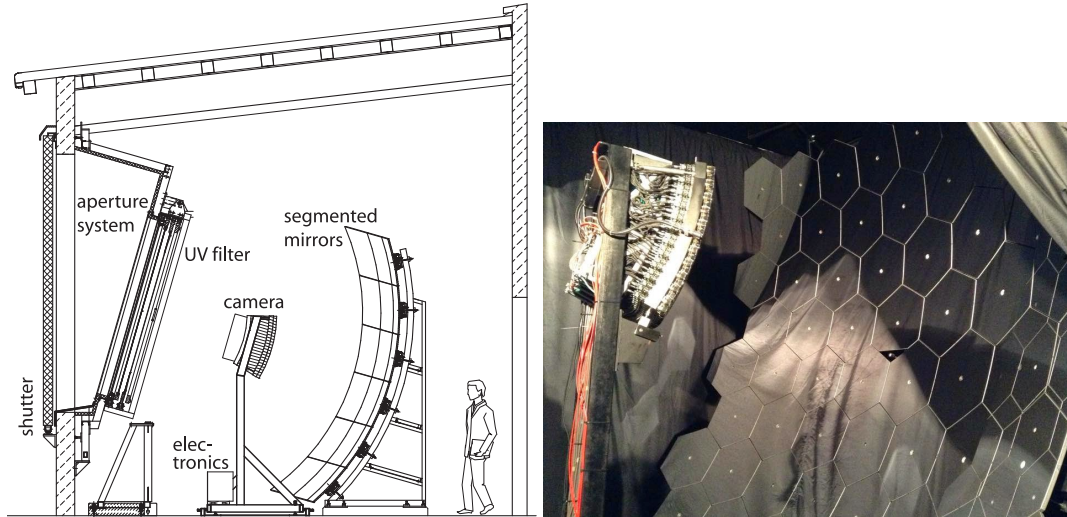 aperture
system
UV filter
segmented
mirrors
camera
shutter
elec-
tronics